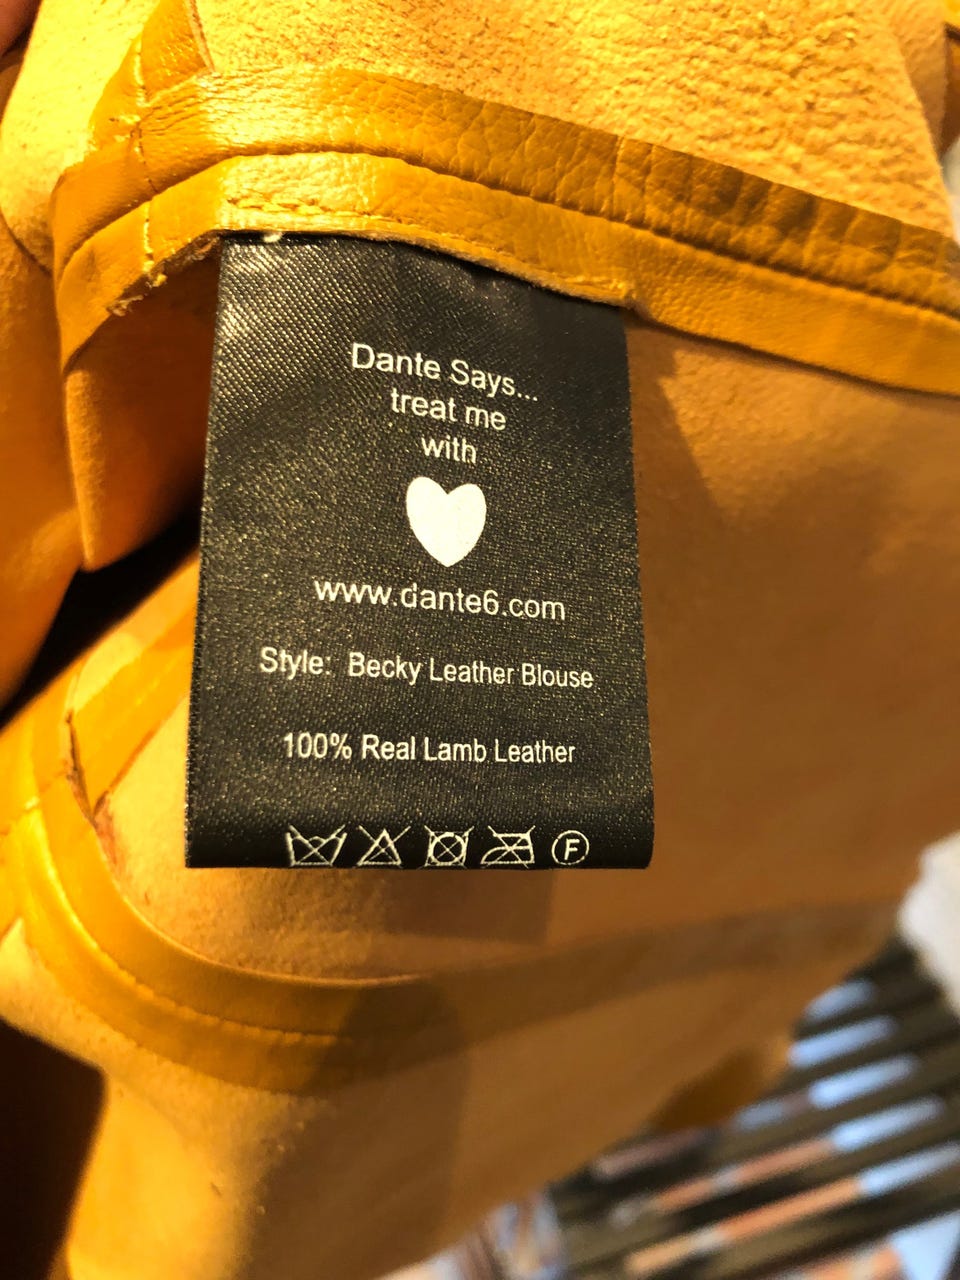 Dante Says...
treat me
with
www.dante6.com
Style: Becky Leather Blouse
100% Real Lamb Leather
F